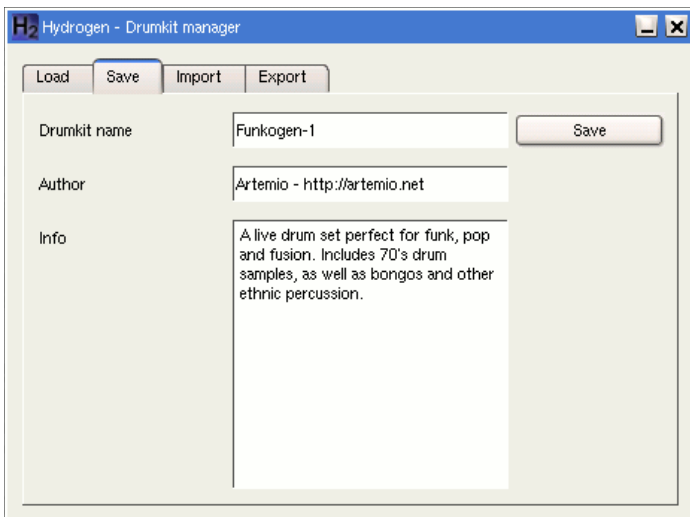 H2 Hydrogen - Drumkit manager
Load Save Import Export
Drumkit name Funkogen-1 Save
Author Artemio - http://artemio.net
Info
A live drum set perfect for funk, pop
and fusion. Includes 70's drum
samples, as well as bongos and other
ethnic percussion.